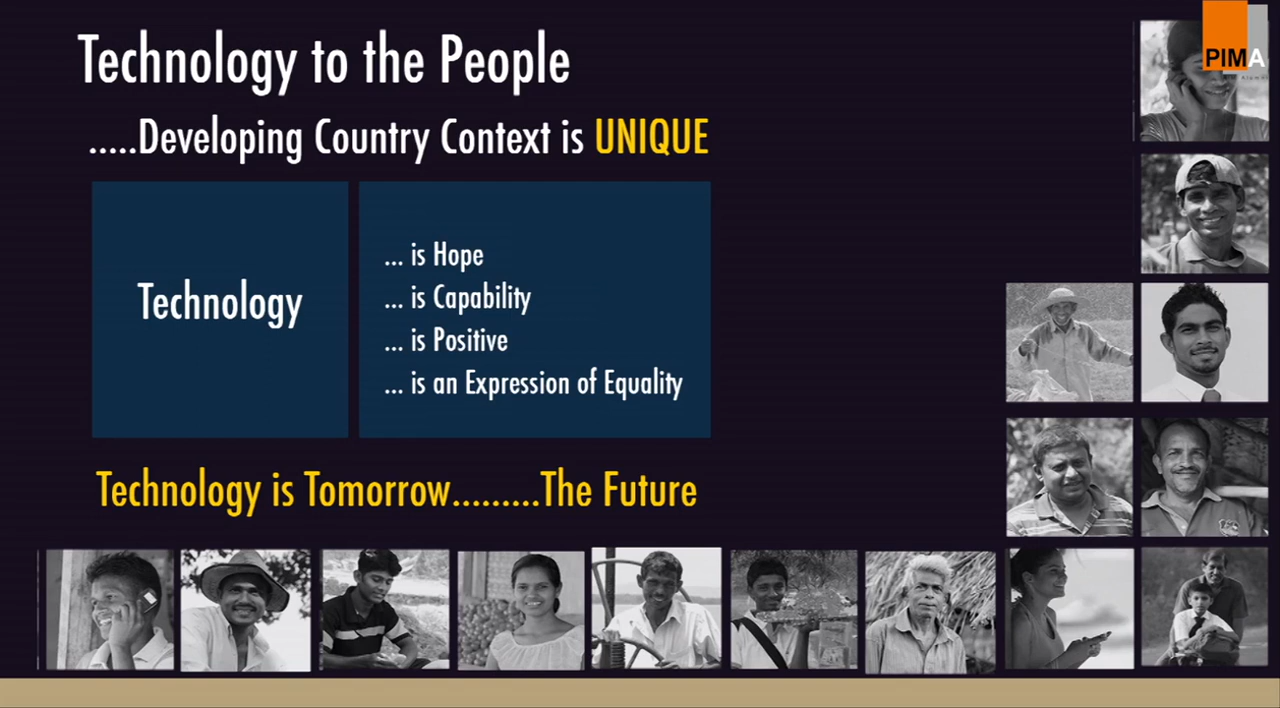 Technology to the People
.....Developing Country Context is UNIQUE
Technology
... is Hope
... is Capability
... is Positive
... is an Expression of Equality
Technology is Tomorrow.........The Future
PIMA